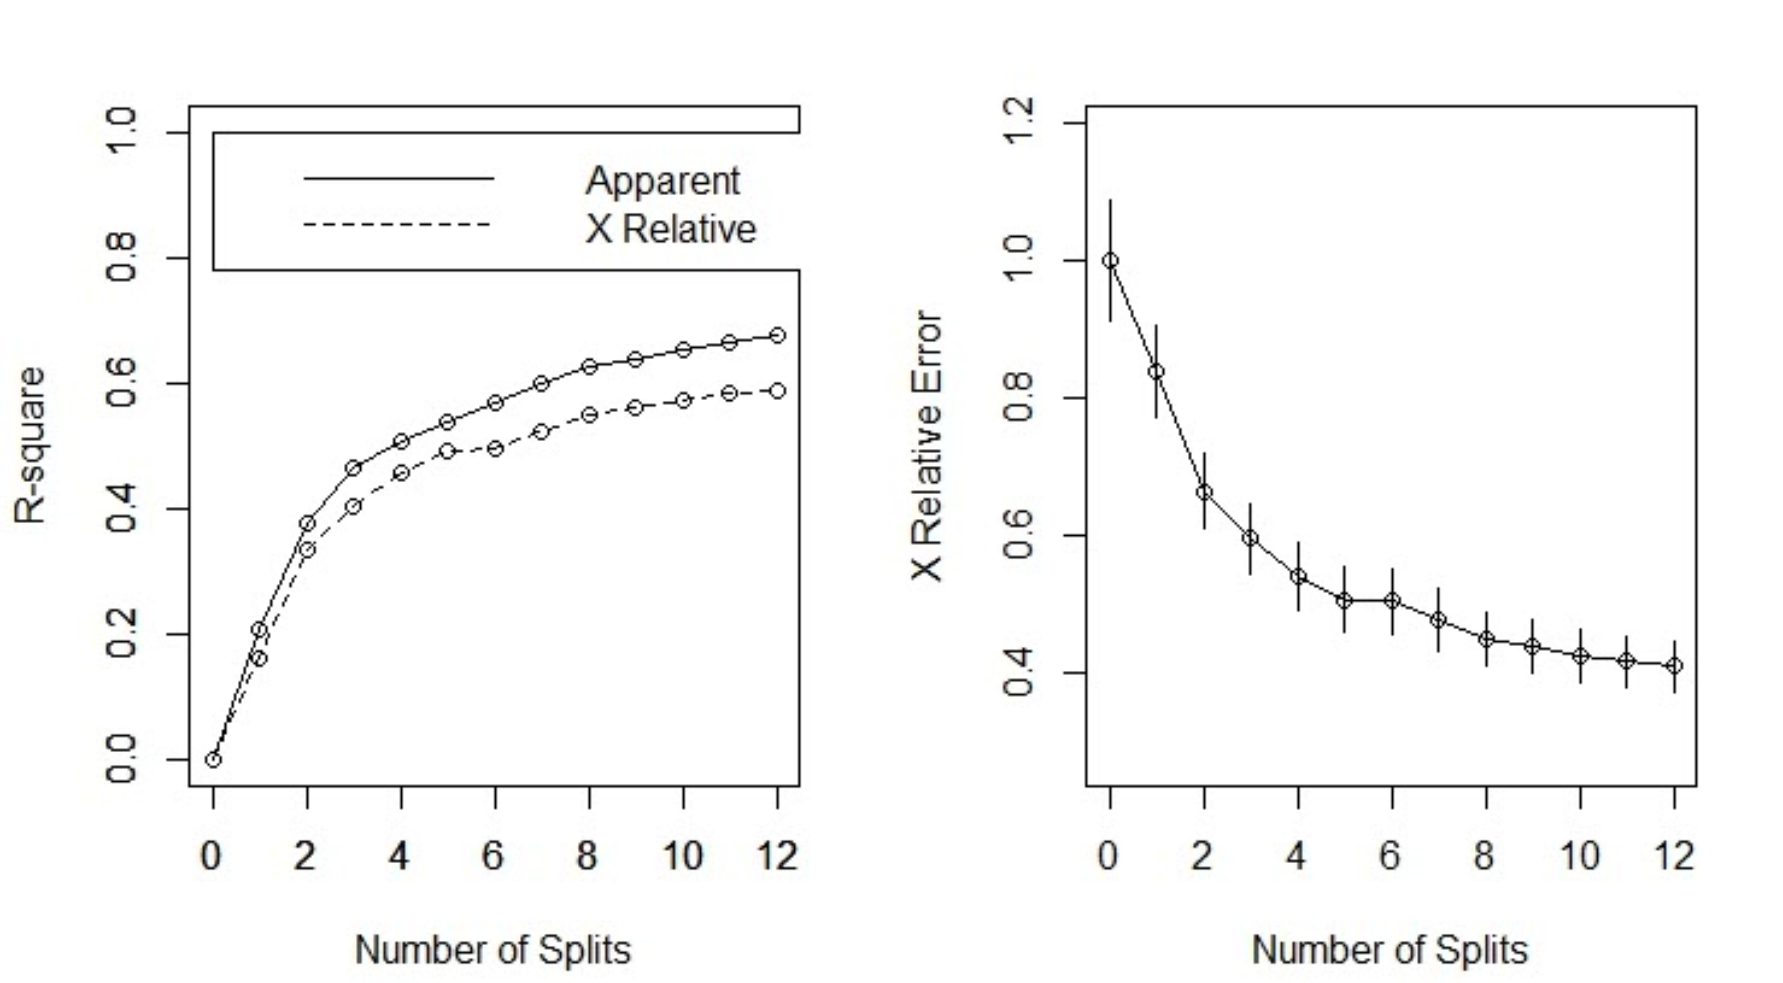 R-square
1.0
0.8
0.6
0.4
0.2
0.0
Apparent
X Relative
0 2 4 6 8 10 12
Number of Splits
X Relative Error
1.2
1.0
0.8
0.6
0.4
0 2 4 6 8 10 12
Number of Splits